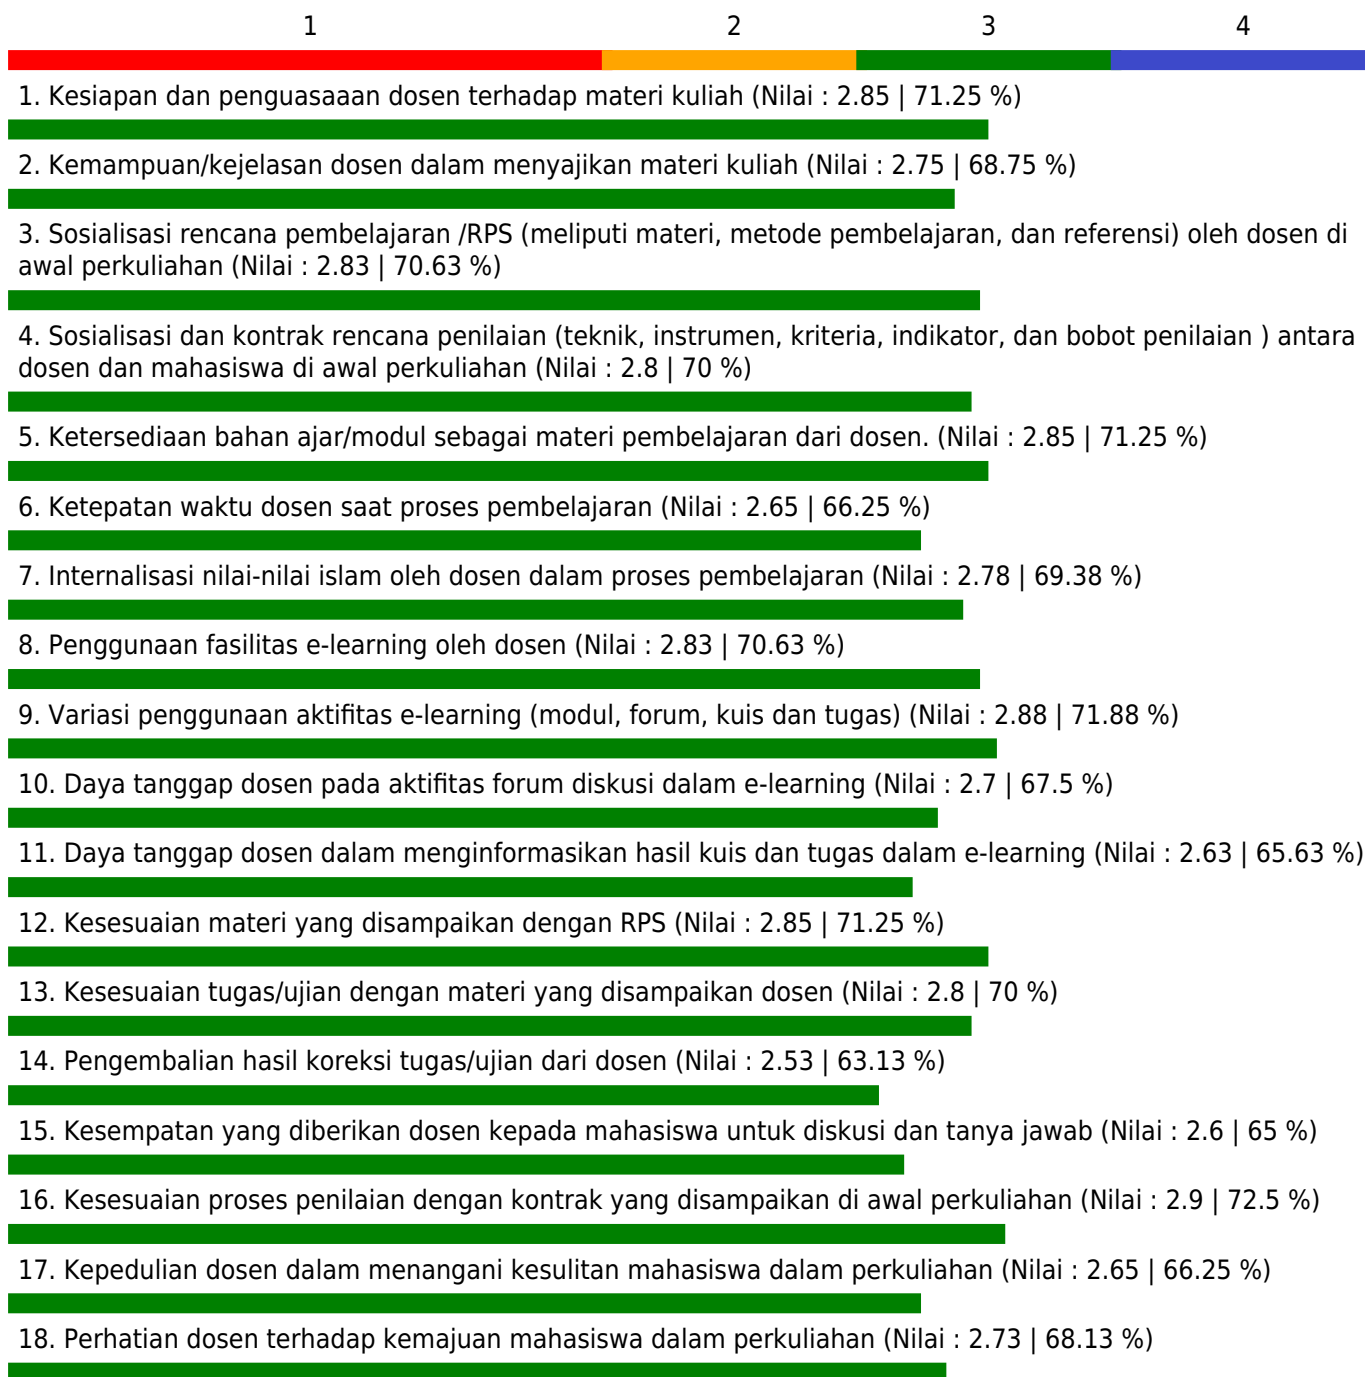 1 2 3 4
1. Kesiapan dan penguasaaan dosen terhadap materi kuliah (Nilai : 2.85 | 71.25 %)
2. Kemampuan/kejelasan dosen dalam menyajikan materi kuliah (Nilai : 2.75 | 68.75 %)
3. Sosialisasi rencana pembelajaran /RPS (meliputi materi, metode pembelajaran, dan referensi) oleh dosen di
awal perkuliahan (Nilai : 2.83 | 70.63 %)
4. Sosialisasi dan kontrak rencana penilaian (teknik, instrumen, kriteria, indikator, dan bobot penilaian ) antara
dosen dan mahasiswa di awal perkuliahan (Nilai : 2.8 | 70 %)
5. Ketersediaan bahan ajar/modul sebagai materi pembelajaran dari dosen. (Nilai : 2.85 | 71.25 %)
6. Ketepatan waktu dosen saat proses pembelajaran (Nilai : 2.65 | 66.25 %)
7. Internalisasi nilai-nilai islam oleh dosen dalam proses pembelajaran (Nilai : 2.78 | 69.38 %)
8. Penggunaan fasilitas e-learning oleh dosen (Nilai : 2.83 | 70.63 %)
9. Variasi penggunaan aktifitas e-learning (modul, forum, kuis dan tugas) (Nilai : 2.88 | 71.88 %)
10. Daya tanggap dosen pada aktifitas forum diskusi dalam e-learning (Nilai : 2.7 | 67.5 %)
11. Daya tanggap dosen dalam menginformasikan hasil kuis dan tugas dalam e-learning (Nilai : 2.63 | 65.63 %)
12. Kesesuaian materi yang disampaikan dengan RPS (Nilai : 2.85 | 71.25 %)
13. Kesesuaian tugas/ujian dengan materi yang disampaikan dosen (Nilai : 2.8 | 70 %)
14. Pengembalian hasil koreksi tugas/ujian dari dosen (Nilai : 2.53 | 63.13 %)
15. Kesempatan yang diberikan dosen kepada mahasiswa untuk diskusi dan tanya jawab (Nilai : 2.6 | 65 %)
16. Kesesuaian proses penilaian dengan kontrak yang disampaikan di awal perkuliahan (Nilai : 2.9 | 72.5 %)
17. Kepedulian dosen dalam menangani kesulitan mahasiswa dalam perkuliahan (Nilai : 2.65 | 66.25 %)
18. Perhatian dosen terhadap kemajuan mahasiswa dalam perkuliahan (Nilai : 2.73 | 68.13 %)